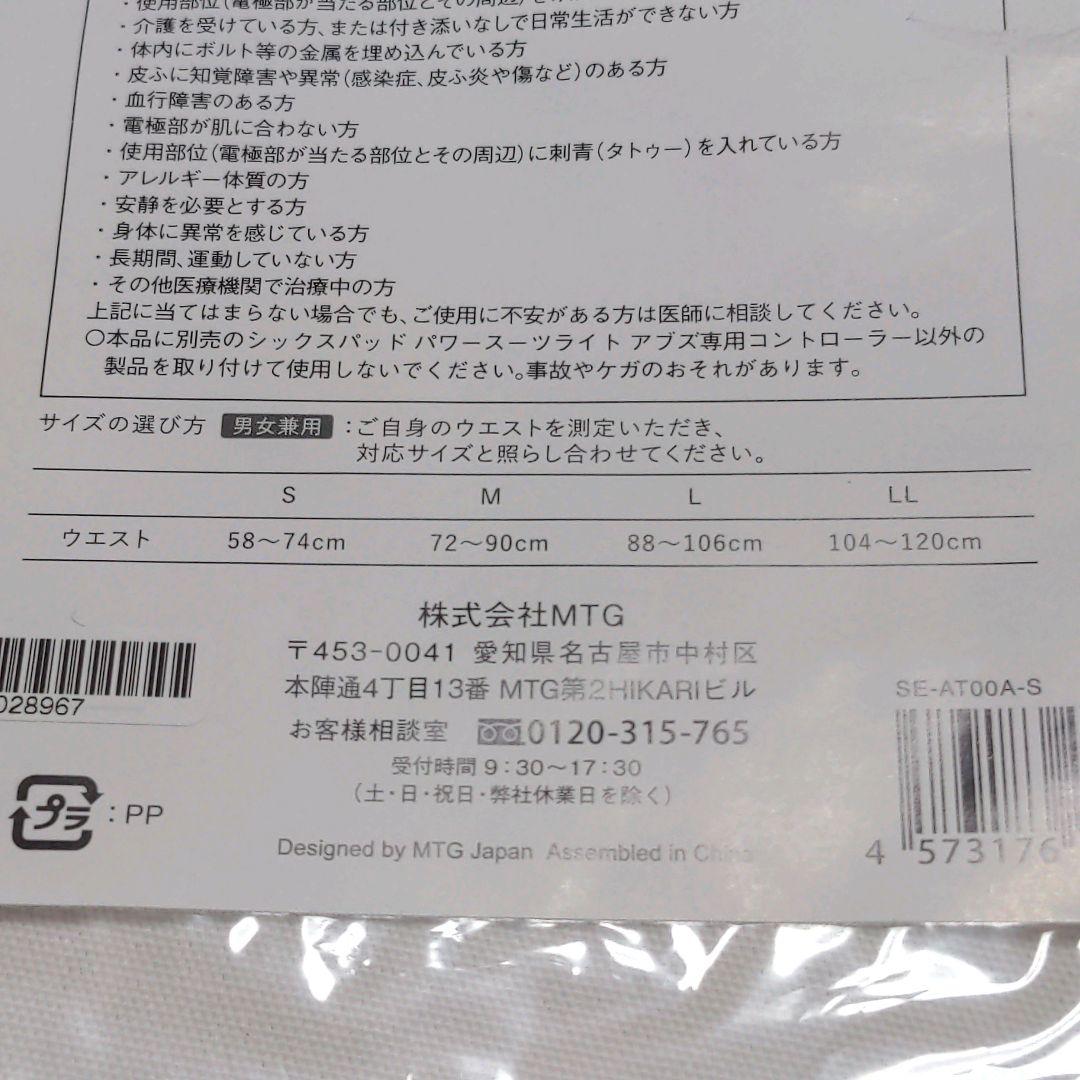 ・使用部位(電極部が当たる部位とその周辺)を
・介護を受けている方、または付き添いなしで日常生活ができない方
・体内にボルト等の金属を埋め込んでいる方
・皮ふに知覚障害や異常(感染症、皮ふ炎や傷など)のある方
・血行障害のある方
・電極部が肌に合わない方
・使用部位(電極部が当たる部位とその周辺)に刺青(タトゥー)を入れている方
・アレルギー体質の方
・安静を必要とする方
・身体に異常を感じている方
・長期間、運動していない方
・その他医療機関で治療中の方
上記に当てはまらない場合でも、ご使用に不安がある方は医師に相談してください。
○本品に別売のシックスパッド パワースーツライト アブズ専用コントローラー以外の
製品を取り付けて使用しないでください。事故やケガのおそれがあります。
サイズの選び方 男女兼用 :ご自身のウエストを測定いただき、
対応サイズと照らし合わせてください。
S M L LL
ウエスト 58〜74cm 72〜90cm 88〜106cm 104〜120cm
株式会社MTG
〒453-0041 愛知県名古屋市中村区
本陣通4丁目13番 MTG第2HIKARIビル
お客様相談室 0120-315-765
受付時間 9:30〜17:30
(土・日・祝日・弊社休業日を除く)
Designed by MTG Japan Assembled in China
028967
プラ : PP
SE-AT00A-S
4 573176